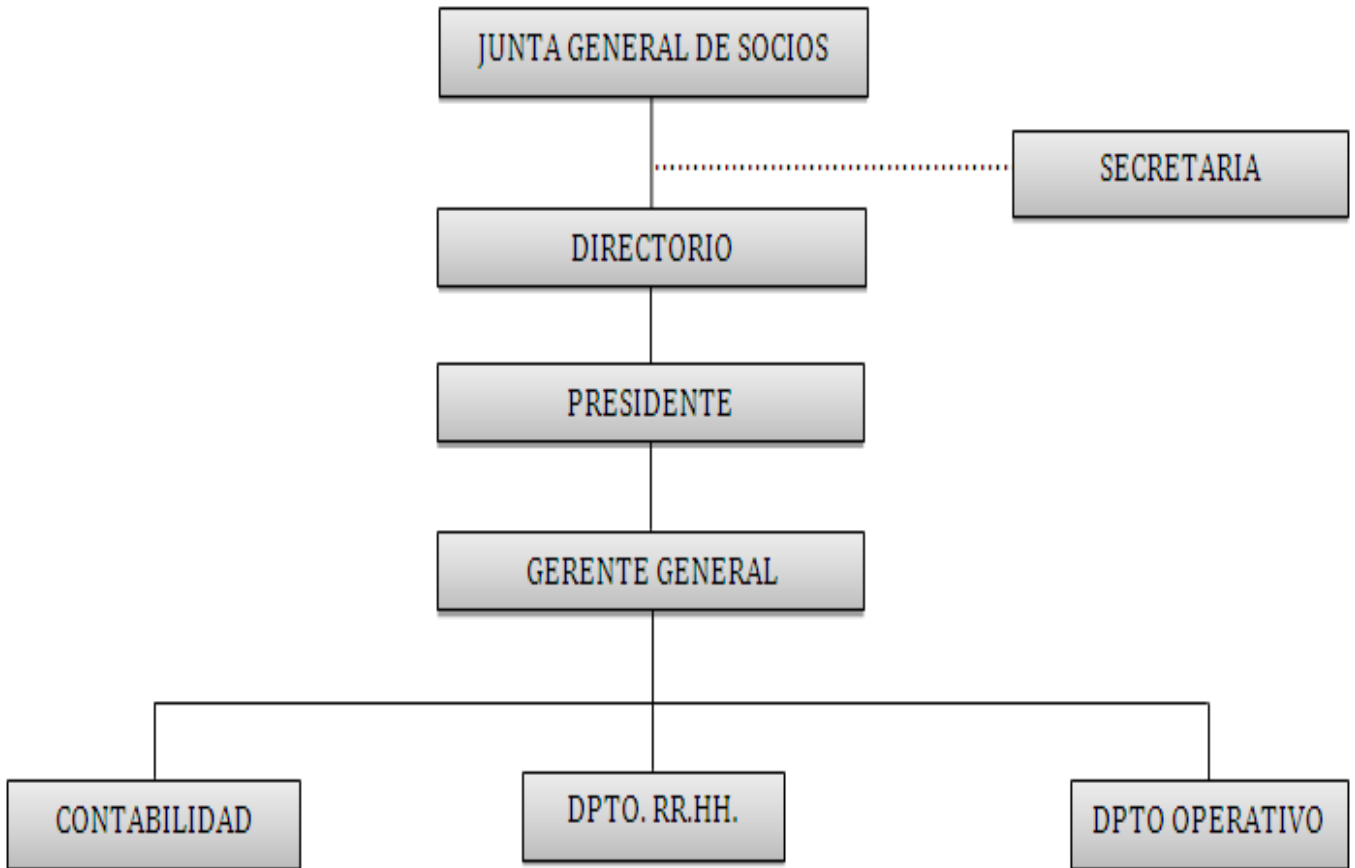 JUNTA GENERAL DE SOCIOS
SECRETARIA
DIRECTORIO
PRESIDENTE
GERENTE GENERAL
CONTABILIDAD
DPTO. RR.HH.
DPTO OPERATIVO